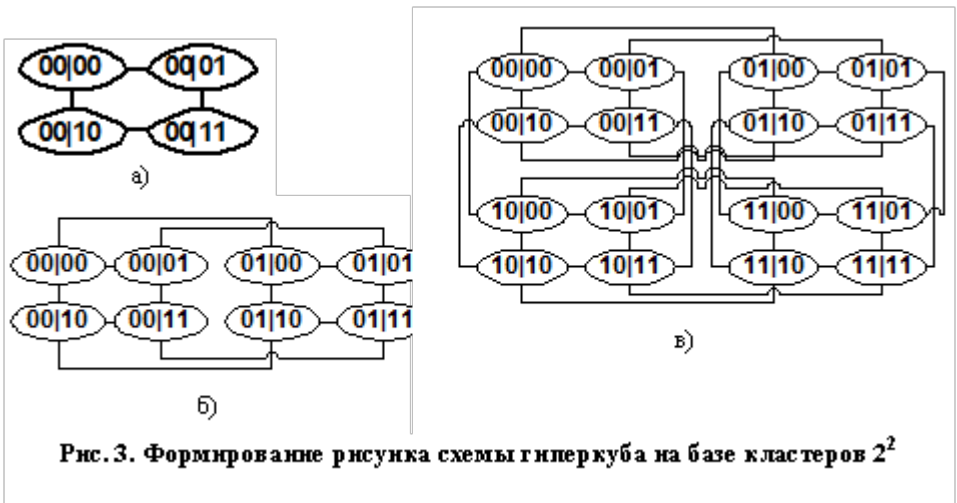 00|00 00|01
00|10 00|11
а)
00|00 00|01 01|00 01|01
00|10 00|11 01|10 01|11
б)
00|00 00|01 01|00 01|01
00|10 00|11 01|10 01|11
10|00 10|01 11|00 11|01
10|10 10|11 11|10 11|11
в)
Рис. 3. Формирование рисунка схемы гиперкуба на базе кластеров 2²